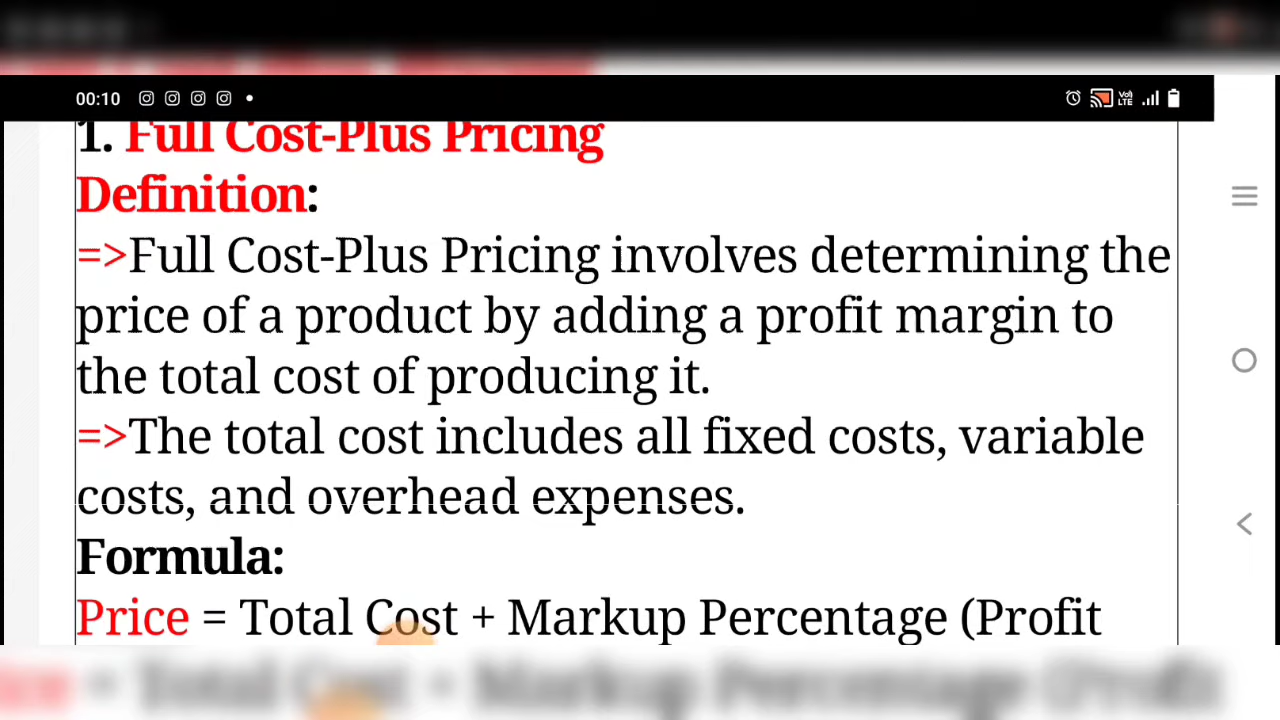 00:10
1. Full Cost-Plus Pricing
Definition:
=>Full Cost-Plus Pricing involves determining the
price of a product by adding a profit margin to
the total cost of producing it.
=>The total cost includes all fixed costs, variable
costs, and overhead expenses.
Formula:
Price = Total Cost + Markup Percentage (Profit